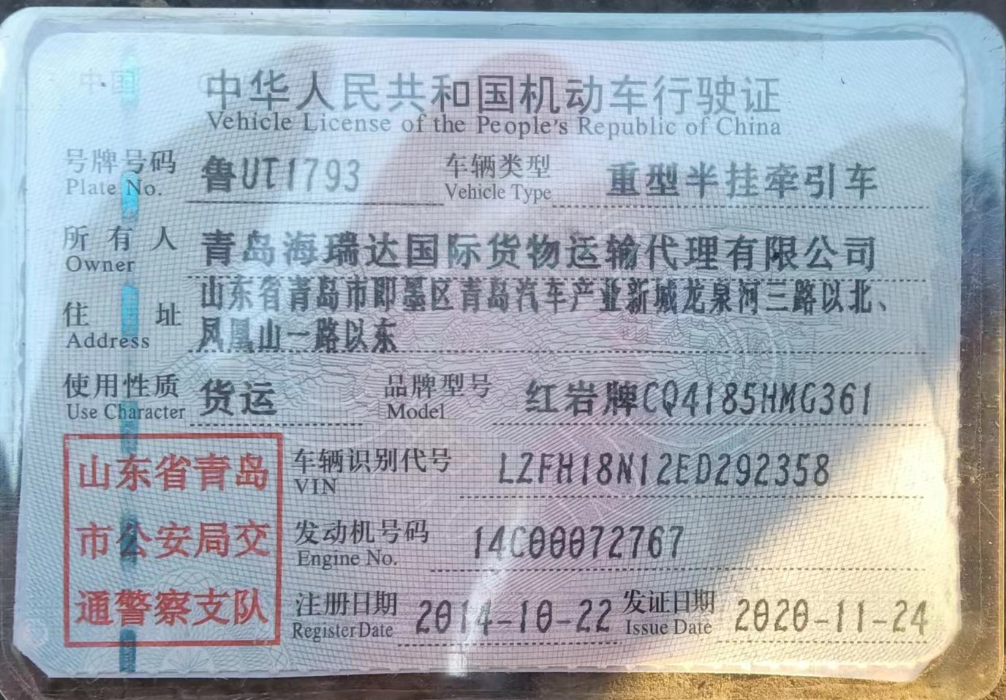 中国
中华人民共和国机动车行驶证
Vehicle License of the People's Republic of China
号牌号码 鲁UT1793 车辆类型 重型半挂牵引车
Plate No. Vehicle Type
所有人 青岛海瑞达国际货物运输代理有限公司
Owner
住址 山东省青岛市即墨区青岛汽车产业新城龙泉河三路以北、
Address 凤凰山一路以东
使用性质 货运 品牌型号 红岩牌CQ4185HMG361
Use Character Model
山东省青岛
市公安局交
通警察支队
车辆识别代号 LZFH18N12ED292358
VIN
发动机号码 14C00072767
Engine No.
注册日期 2014-10-22 发证日期 2020-11-24
Register Date Issue Date